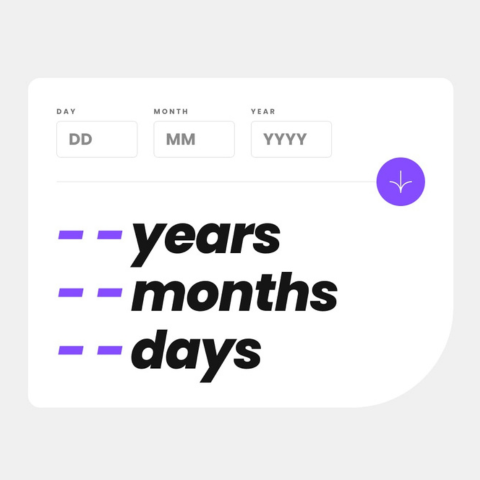 DAY MONTH YEAR
DD MM YYYY
-- years
-- months
-- days